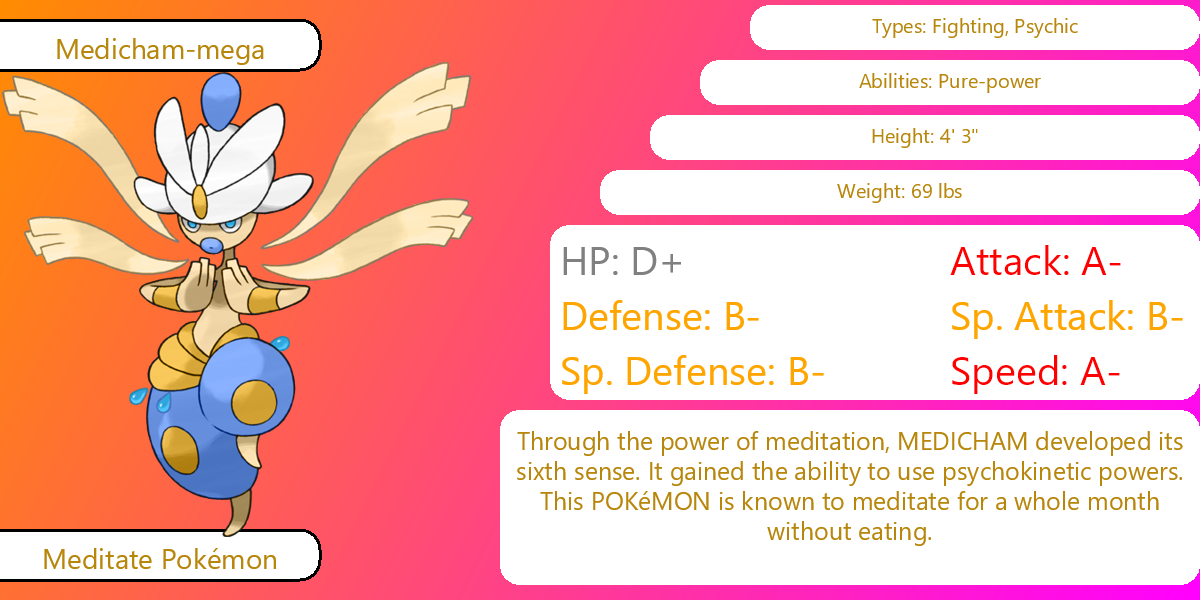 Medicham-mega
Types: Fighting, Psychic
Abilities: Pure-power
Height: 4' 3"
Weight: 69 lbs
HP: D+
Attack: A-
Defense: B-
Sp. Attack: B-
Sp. Defense: B-
Speed: A-
Through the power of meditation, MEDICHAM developed its
sixth sense. It gained the ability to use psychokinetic powers.
This POKéMON is known to meditate for a whole month
without eating.
Meditate Pokémon